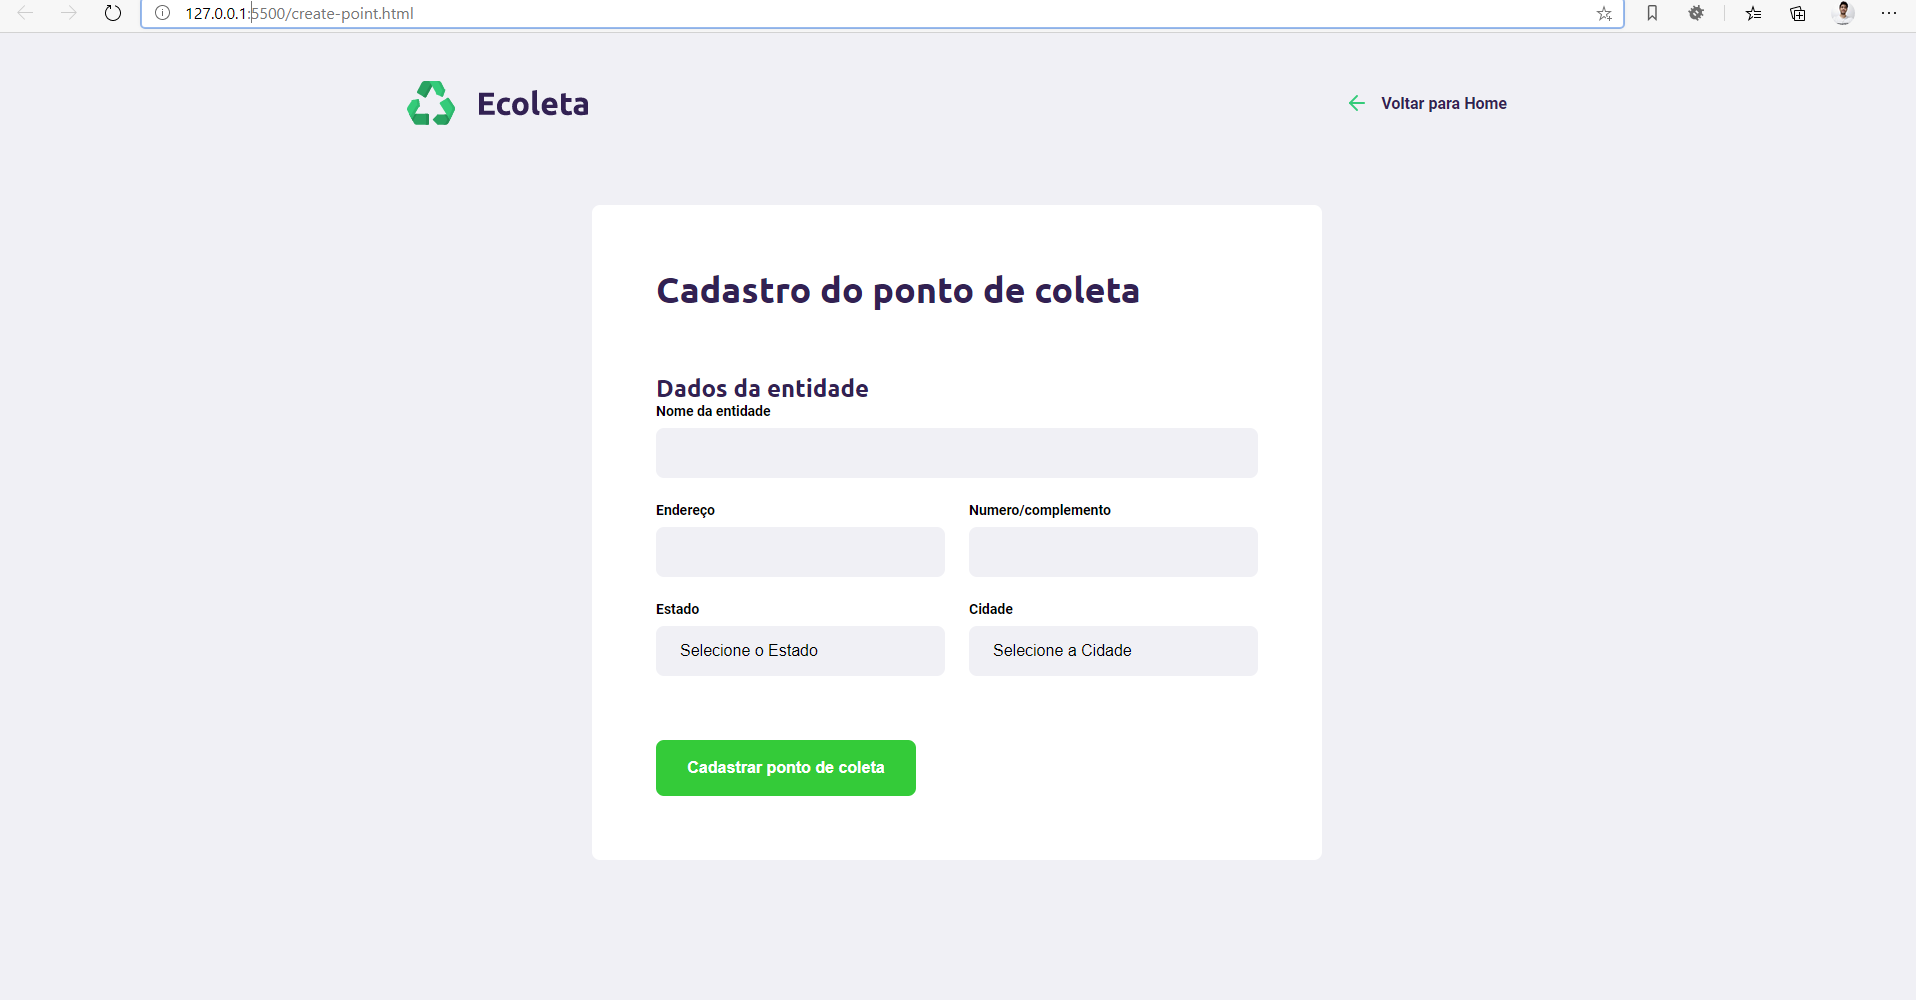 127.0.0.1:5500/create-point.html
Ecoleta
Voltar para Home
Cadastro do ponto de coleta
Dados da entidade
Nome da entidade
Endereço
Numero/complemento
Estado
Cidade
Selecione o Estado
Selecione a Cidade
Cadastrar ponto de coleta